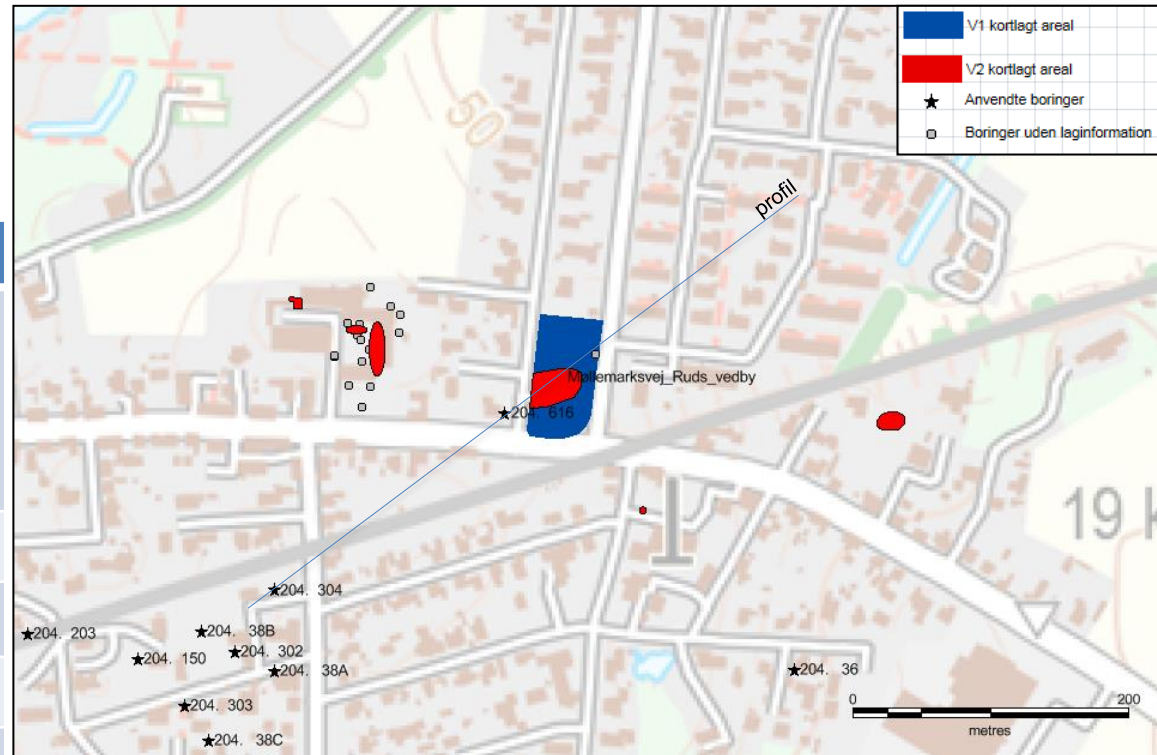 V1 kortlagt areal
V2 kortlagt areal
Anvendte boringer
Boringer uden laginformation
50
profil
Møllemarksvej_Ruds_vedby
204. 616
19 k
204. 304
204. 203
204. 38B
204. 150
204. 302
204. 38A
204. 36
204. 303
204. 38C
0 200
metres